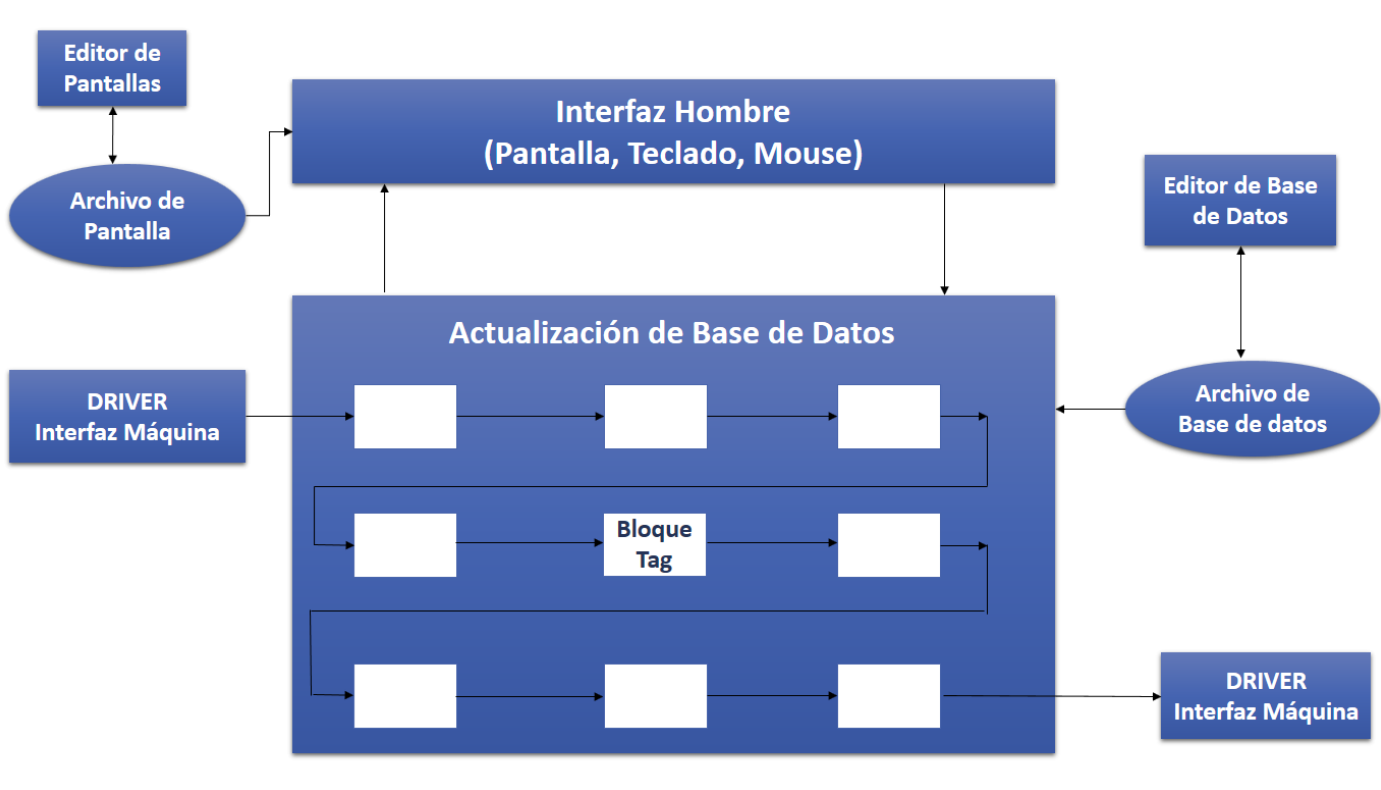 Editor de
Pantallas
Interfaz Hombre
(Pantalla, Teclado, Mouse)
Archivo de
Pantalla
Editor de Base
de Datos
Actualización de Base de Datos
DRIVER
Interfaz Máquina
Archivo de
Base de datos
Bloque
Tag
DRIVER
Interfaz Máquina